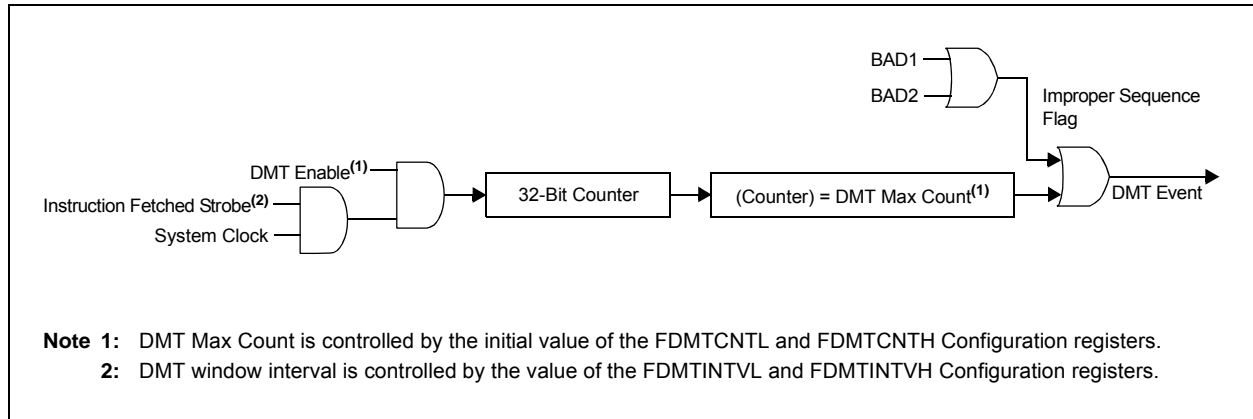 BAD1
BAD2
Improper Sequence
Flag
DMT Enable(1)
Instruction Fetched Strobe(2)
System Clock
32-Bit Counter
(Counter) = DMT Max Count(1)
DMT Event
Note 1: DMT Max Count is controlled by the initial value of the FDMTCNTL and FDMTCNTH Configuration registers.
2: DMT window interval is controlled by the value of the FDMTINTVL and FDMTINTVH Configuration registers.